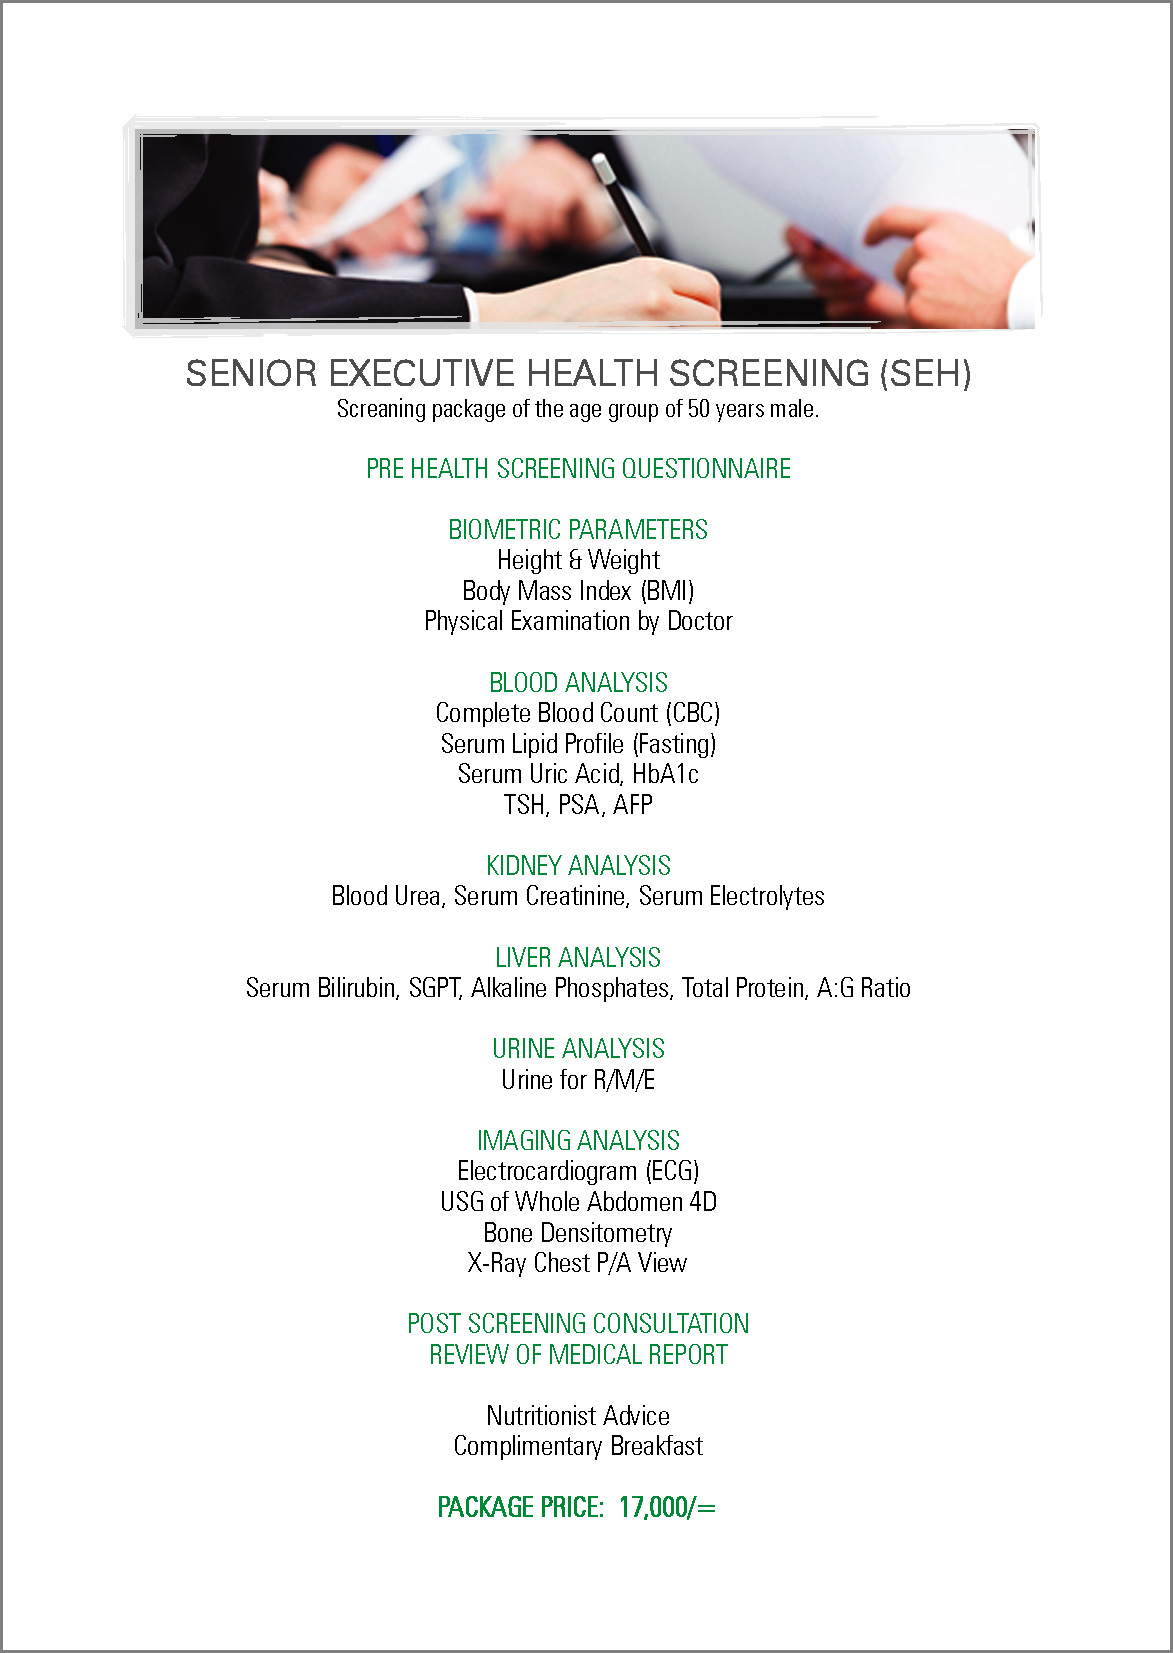 SENIOR EXECUTIVE HEALTH SCREENING (SEH)
Screaning package of the age group of 50 years male.
PRE HEALTH SCREENING QUESTIONNAIRE
BIOMETRIC PARAMETERS
Height & Weight
Body Mass Index (BMI)
Physical Examination by Doctor
BLOOD ANALYSIS
Complete Blood Count (CBC)
Serum Lipid Profile (Fasting)
Serum Uric Acid, HbA1c
TSH, PSA, AFP
KIDNEY ANALYSIS
Blood Urea, Serum Creatinine, Serum Electrolytes
LIVER ANALYSIS
Serum Bilirubin, SGPT, Alkaline Phosphates, Total Protein, A:G Ratio
URINE ANALYSIS
Urine for R/M/E
IMAGING ANALYSIS
Electrocardiogram (ECG)
USG of Whole Abdomen 4D
Bone Densitometry
X-Ray Chest P/A View
POST SCREENING CONSULTATION
REVIEW OF MEDICAL REPORT
Nutritionist Advice
Complimentary Breakfast
PACKAGE PRICE: 17,000/=